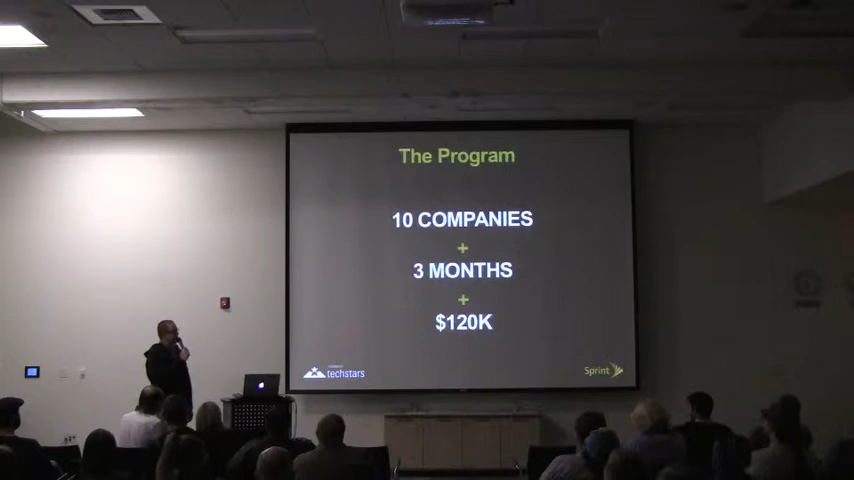 The Program
10 COMPANIES
+
3 MONTHS
+
$120K
techstars
Sprint